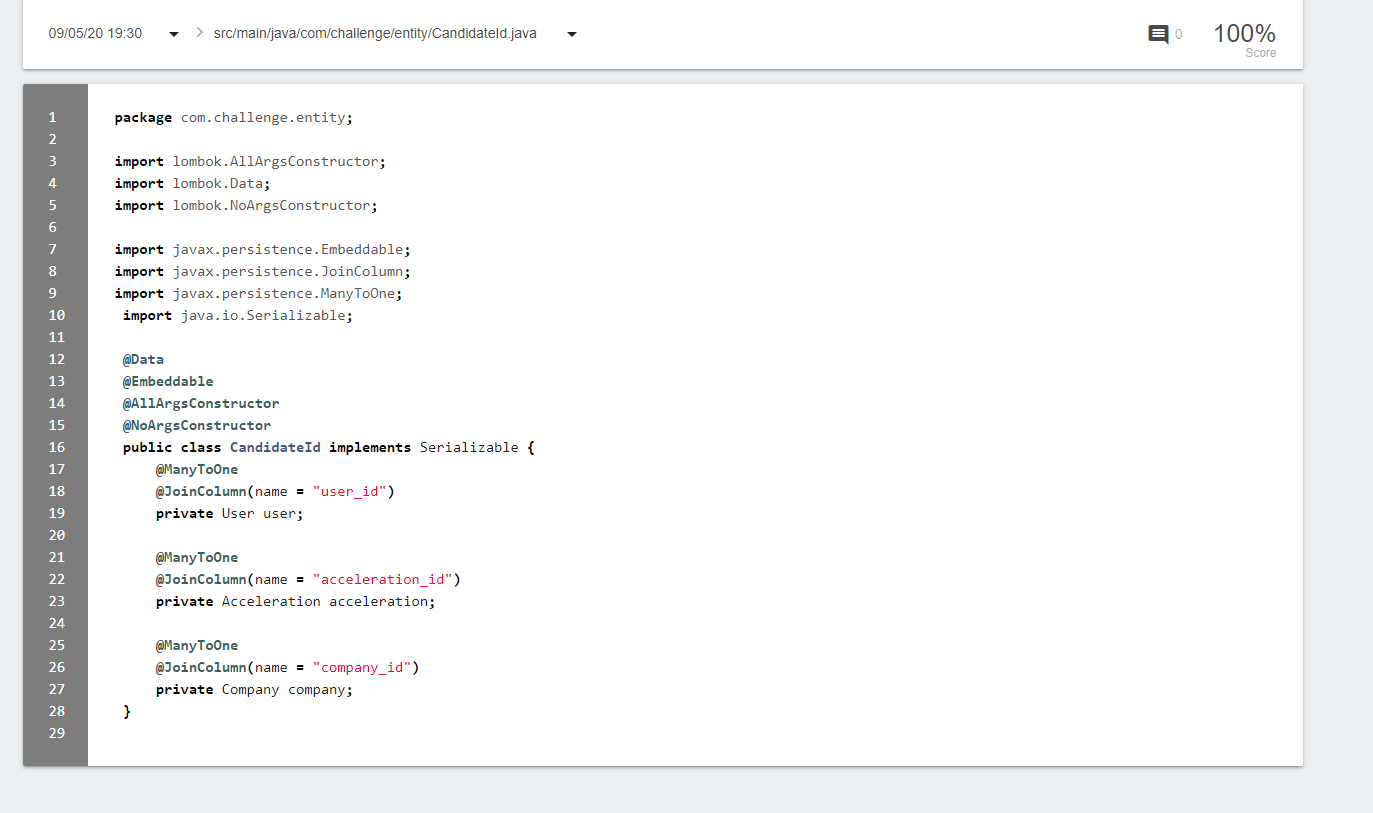 09/05/20 19:30 > src/main/java/com/challenge/entity/CandidateId.java 0 100%
Score
1 package com.challenge.entity;
2
3 import lombok.AllArgsConstructor;
4 import lombok.Data;
5 import lombok.NoArgsConstructor;
6
7 import javax.persistence.Embeddable;
8 import javax.persistence.JoinColumn;
9 import javax.persistence.ManyToOne;
10 import java.io.Serializable;
11
12 @Data
13 @Embeddable
14 @AllArgsConstructor
15 @NoArgsConstructor
16 public class CandidateId implements Serializable {
17 @ManyToOne
18 @JoinColumn(name = "user_id")
19 private User user;
20
21 @ManyToOne
22 @JoinColumn(name = "acceleration_id")
23 private Acceleration acceleration;
24
25 @ManyToOne
26 @JoinColumn(name = "company_id")
27 private Company company;
28 }
29